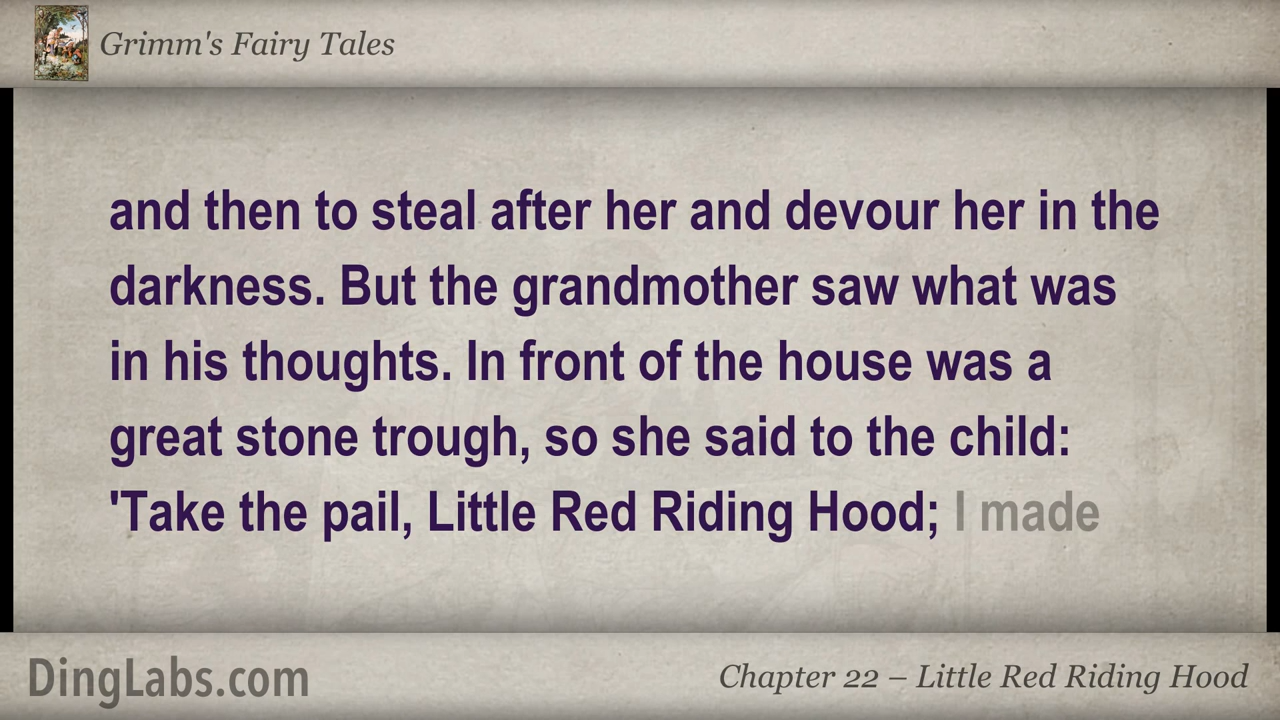 Grimm's Fairy Tales
and then to steal after her and devour her in the
darkness. But the grandmother saw what was
in his thoughts. In front of the house was a
great stone trough, so she said to the child:
'Take the pail, Little Red Riding Hood; I made
DingLabs.com
Chapter 22 – Little Red Riding Hood